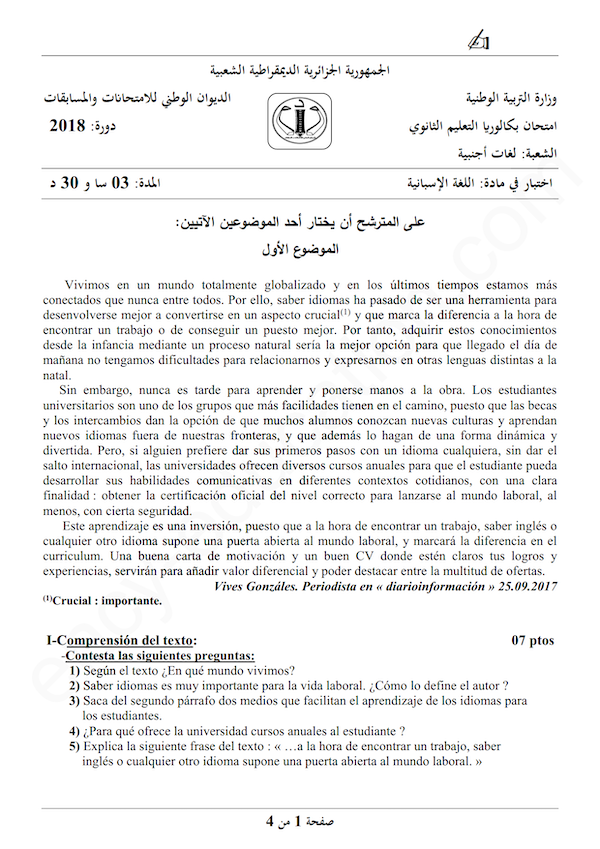 الجمهورية الجزائرية الديمقراطية الشعبية
وزارة التربية الوطنية
الديوان الوطني للامتحانات والمسابقات
امتحان بكالوريا التعليم الثانوي
دورة: 2018
الشعبة: لغات أجنبية
اختبار في مادة: اللغة الإسبانية
المدة: 03 سا و 30 د
على المترشح أن يختار أحد الموضوعين الآتيين:
الموضوع الأول
Vivimos en un mundo totalmente globalizado y en los últimos tiempos estamos más
conectados que nunca entre todos. Por ello, saber idiomas ha pasado de ser una herramienta para
desenvolverse mejor a convertirse en un aspecto crucial(1) y que marca la diferencia a la hora de
encontrar un trabajo o de conseguir un puesto mejor. Por tanto, adquirir estos conocimientos
desde la infancia mediante un proceso natural sería la mejor opción para que llegado el día de
mañana no tengamos dificultades para relacionarnos y expresarnos en otras lenguas distintas a la
natal.
Sin embargo, nunca es tarde para aprender y ponerse manos a la obra. Los estudiantes
universitarios son uno de los grupos que más facilidades tienen en el camino, puesto que las becas
y los intercambios dan la opción de que muchos alumnos conozcan nuevas culturas y aprendan
nuevos idiomas fuera de nuestras fronteras, y que además lo hagan de una forma dinámica y
divertida. Pero, si alguien prefiere dar sus primeros pasos con un idioma cualquiera, sin dar el
salto internacional, las universidades ofrecen diversos cursos anuales para que el estudiante pueda
desarrollar sus habilidades comunicativas en diferentes contextos cotidianos, con una clara
finalidad : obtener la certificación oficial del nivel correcto para lanzarse al mundo laboral, al
menos, con cierta seguridad.
Este aprendizaje es una inversión, puesto que a la hora de encontrar un trabajo, saber inglés o
cualquier otro idioma supone una puerta abierta al mundo laboral, y marcará la diferencia en el
curriculum. Una buena carta de motivación y un buen CV donde estén claros tus logros y
experiencias, servirán para añadir valor diferencial y poder destacar entre la multitud de ofertas.
Vives Gonzáles. Periodista en « diarioinformación » 25.09.2017
(1)Crucial : importante.
I-Comprensión del texto: 07 ptos
-Contesta las siguientes preguntas:
1) Según el texto ¿En qué mundo vivimos?
2) Saber idiomas es muy importante para la vida laboral. ¿Cómo lo define el autor ?
3) Saca del segundo párrafo dos medios que facilitan el aprendizaje de los idiomas para
los estudiantes.
4) ¿Para qué ofrece la universidad cursos anuales al estudiante ?
5) Explica la siguiente frase del texto : « …a la hora de encontrar un trabajo, saber
inglés o cualquier otro idioma supone una puerta abierta al mundo laboral. »
صفحة 1 من 4